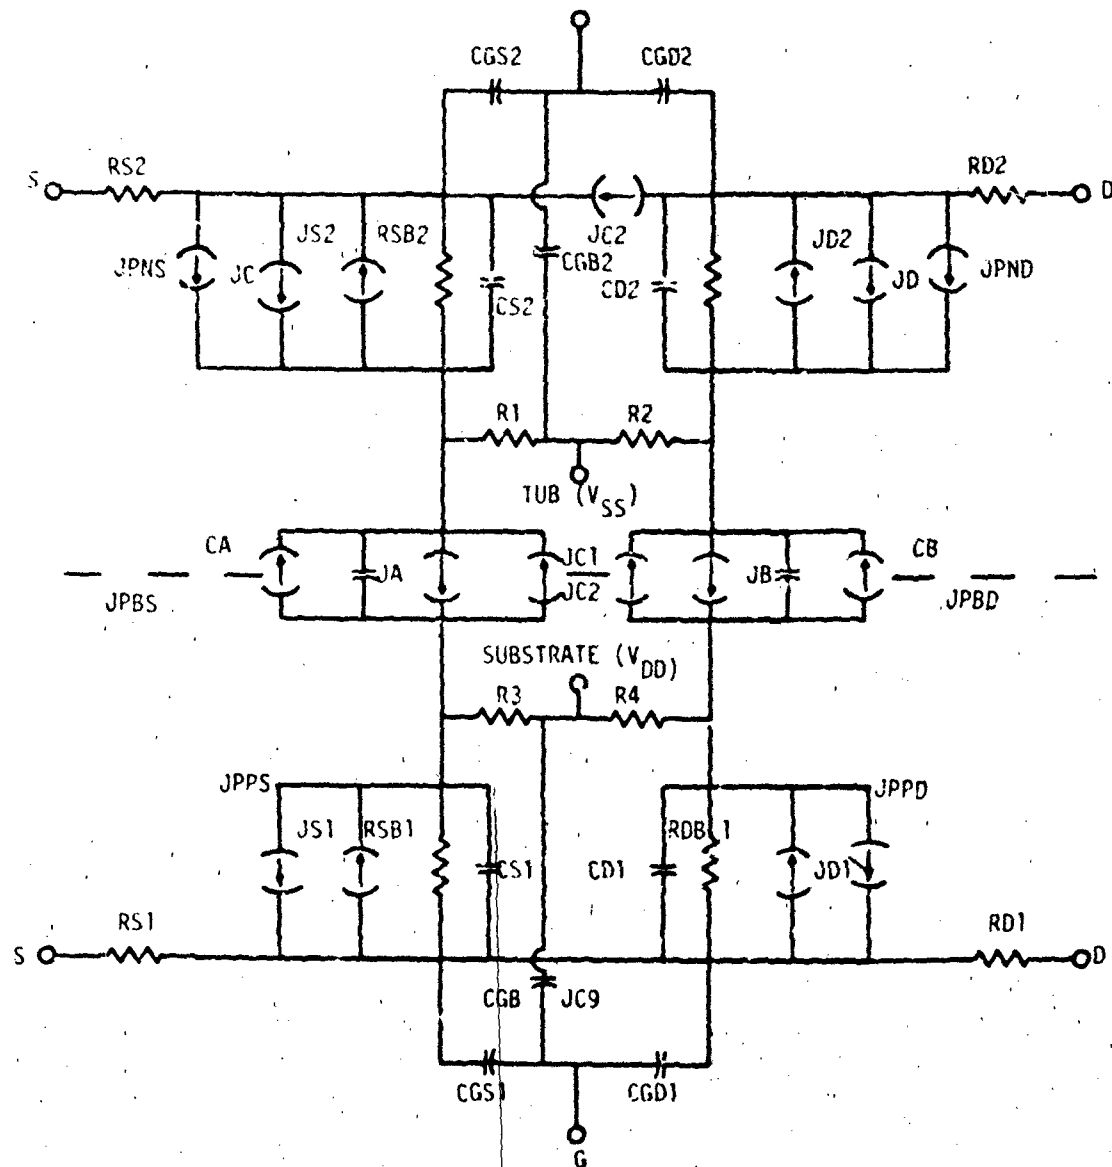 CGS2 CGD2
RS2 RD2
S D
JS2 RSB2 JC2 JD2
JPNS JC CGB2 JD JPND
CS2 CD2
R1 R2
TUB (VSS)
CA JC1 CB
JA JB
JPBS JC2 JPBD
SUBSTRATE (VDD)
R3 R4
JPPS JPPD
JS1 RSB1 RDB 1
CS1 CD1 JD1
RS1 RD1
S D
CGB JC9
CGS1 CGD1
G